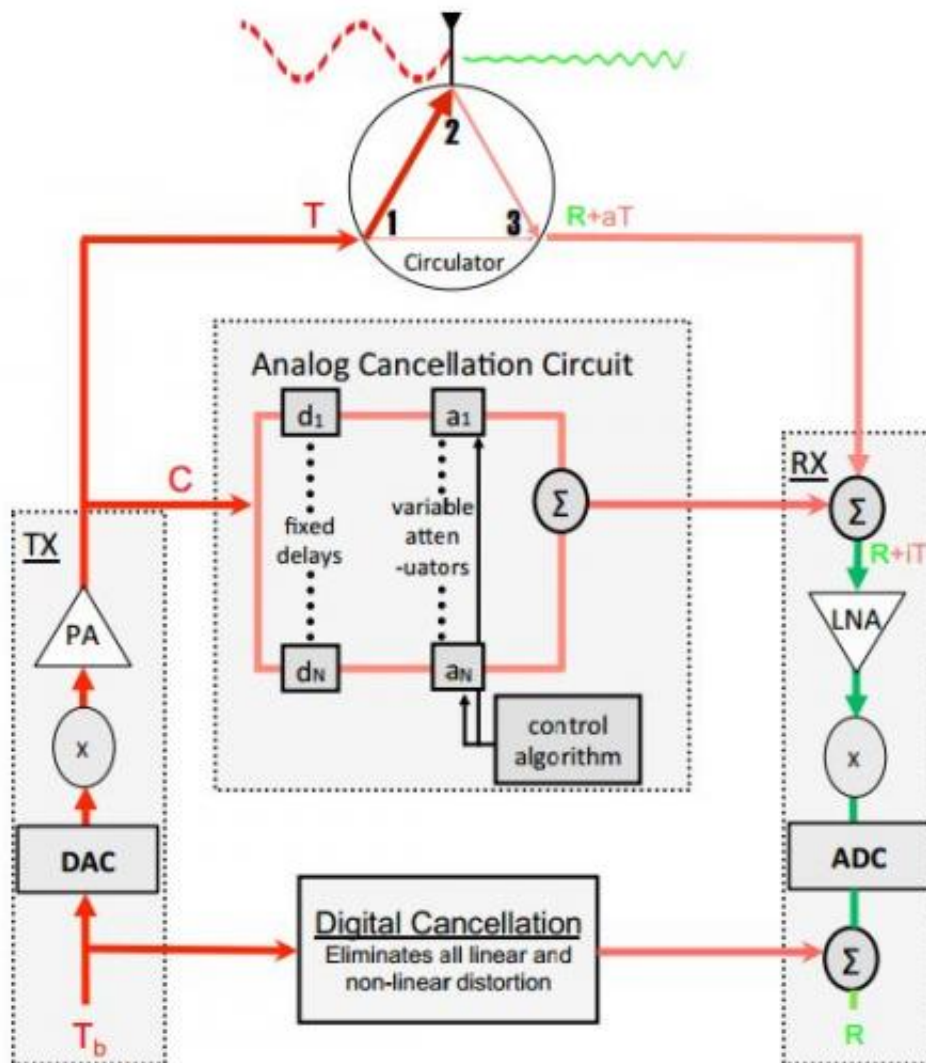 2
T
1
3
R+aT
Circulator
Analog Cancellation Circuit
d1
a1
RX
C
Σ
Σ
fixed
delays
variable
atten
-uators
TX
R+iT
PA
LNA
dN
aN
control
algorithm
x
x
DAC
ADC
Digital Cancellation
Eliminates all linear and
non-linear distortion
Σ
Tb
R